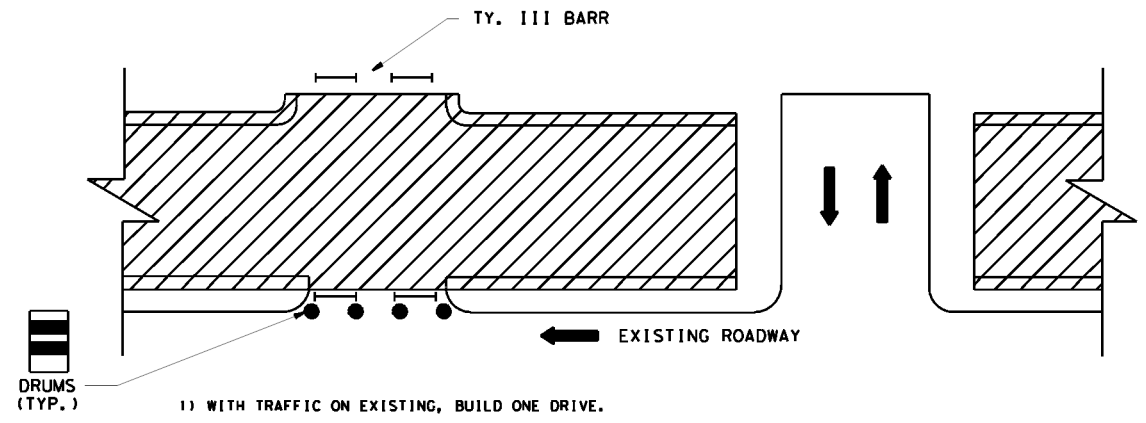 TY. III BARR
EXISTING ROADWAY
DRUMS
(TYP.)
1) WITH TRAFFIC ON EXISTING, BUILD ONE DRIVE.